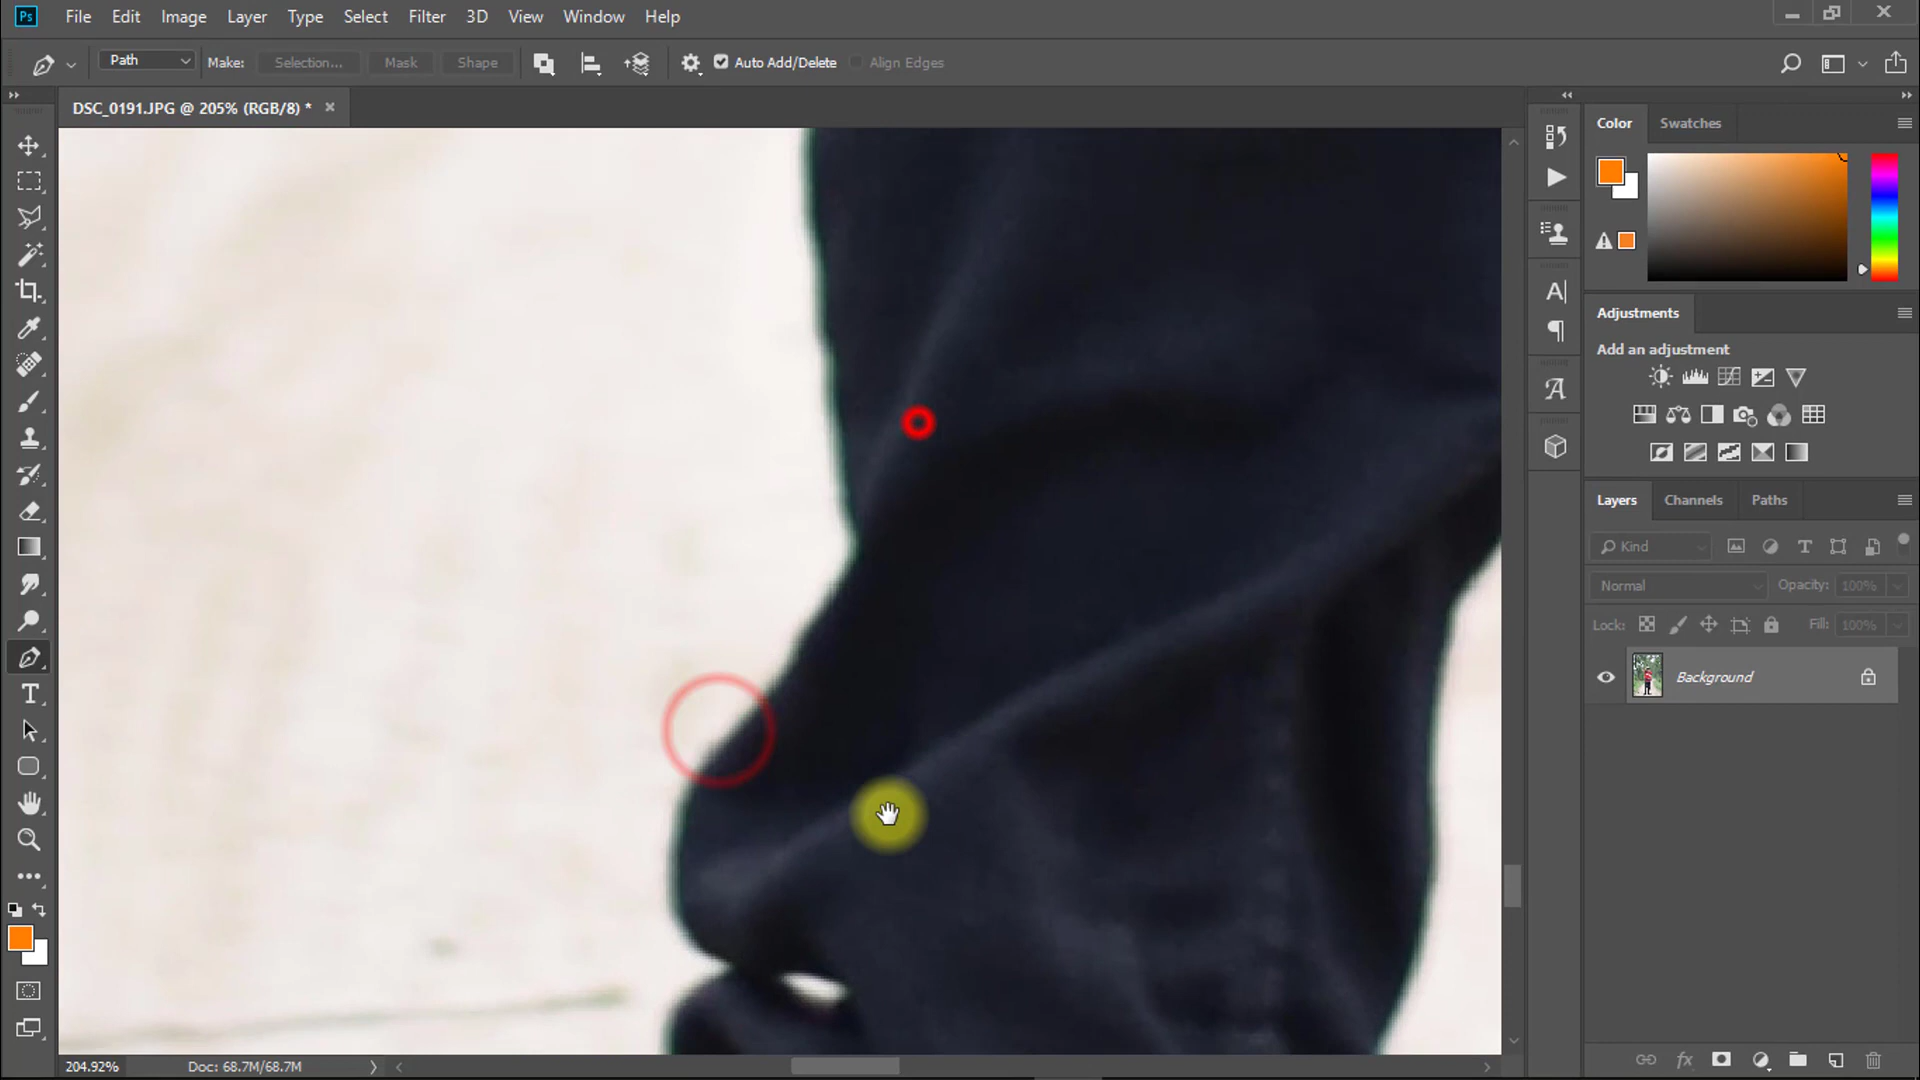 Ps File Edit Image Layer Type Select Filter 3D View Window Help
Path Make: Selection... Mask Shape Auto Add/Delete Align Edges
DSC_0191.JPG @ 205% (RGB/8) * ×
Color Swatches
Adjustments
Add an adjustment
Layers Channels Paths
Kind
Normal Opacity: 100%
Lock: Fill: 100%
Background
204.92% Doc: 68.7M/68.7M